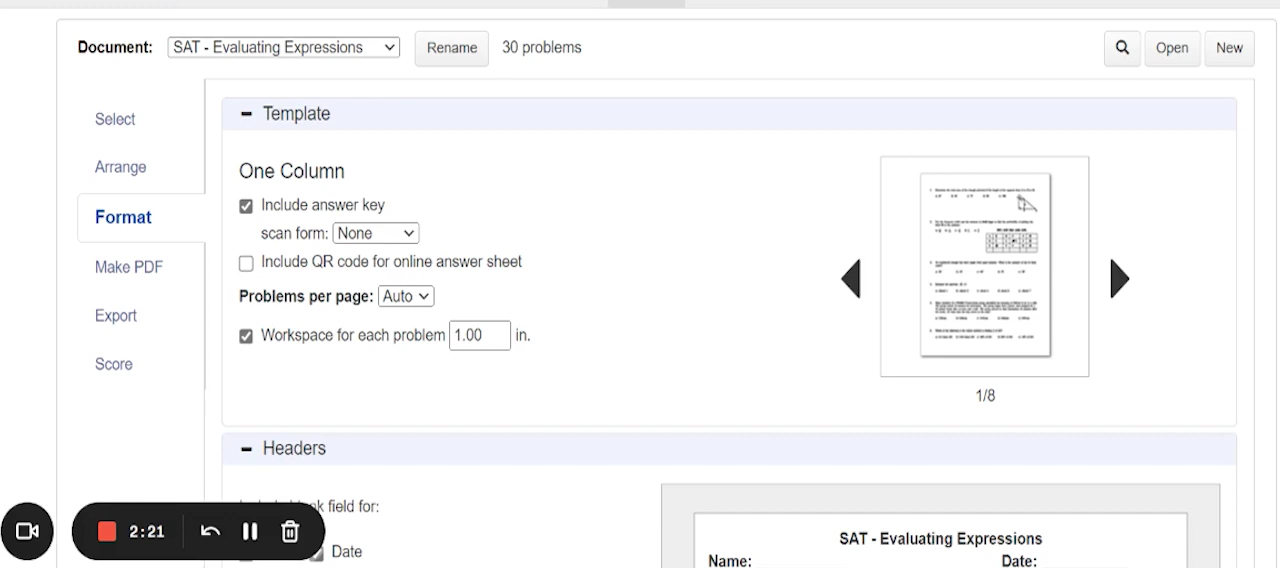 Document: SAT - Evaluating Expressions Rename 30 problems Open New
Select
Arrange
Format
Make PDF
Export
Score
Template
One Column
Include answer key
scan form: None
Include QR code for online answer sheet
Problems per page: Auto
Workspace for each problem 1.00 in.
1/8
Headers
field for:
Date
2:21
SAT - Evaluating Expressions
Name: Date: